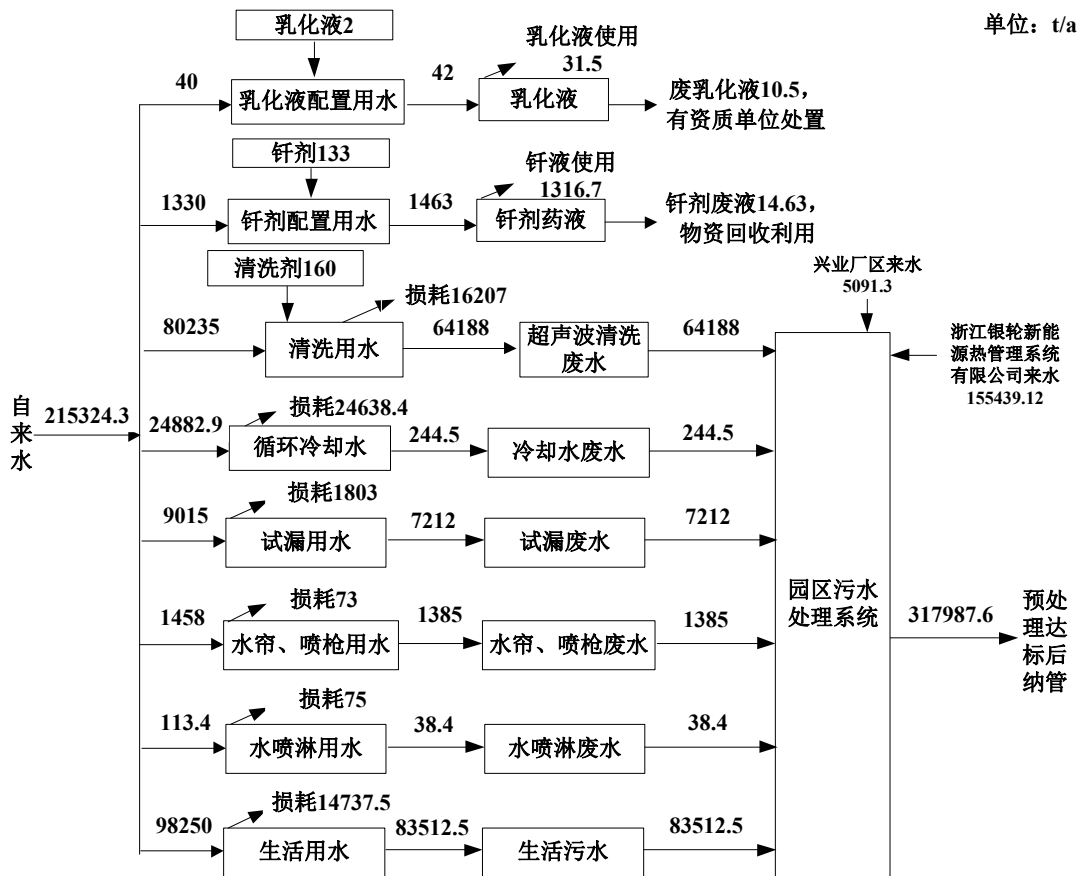 单位：t/a
乳化液2
40
乳化液配置用水
42
乳化液使用
31.5
乳化液
废乳化液10.5，
有资质单位处置
钎剂133
1330
钎剂配置用水
1463
钎液使用
1316.7
钎剂药液
钎剂废液14.63，
物资回收利用
清洗剂160
80235
清洗用水
损耗16207
64188
超声波清洗
废水
64188
兴业厂区来水
5091.3
浙江银轮新能
源热管理系统
有限公司来水
155439.12
自
来
水
215324.3
24882.9
损耗24638.4
循环冷却水
244.5
冷却水废水
244.5
9015
损耗1803
试漏用水
7212
试漏废水
7212
1458
损耗73
水帘、喷枪用水
1385
水帘、喷枪废水
1385
园区污水
处理系统
317987.6
预处
理达
标后
纳管
113.4
损耗75
水喷淋用水
38.4
水喷淋废水
38.4
98250
损耗14737.5
生活用水
83512.5
生活污水
83512.5